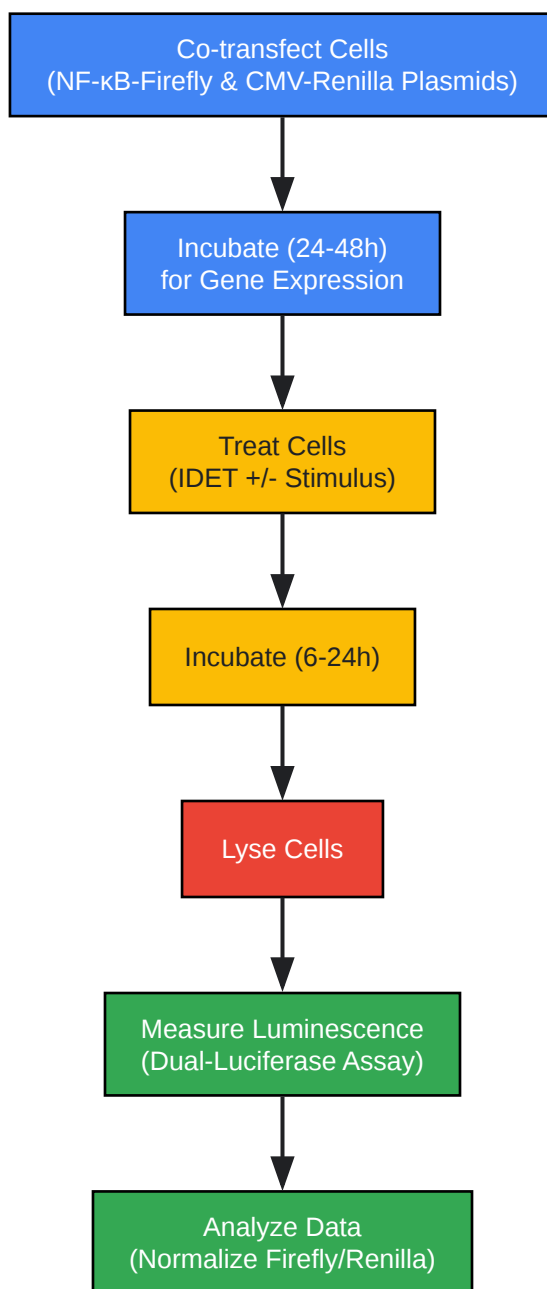 Co-transfect Cells
(NF-κB-Firefly & CMV-Renilla Plasmids)
Incubate (24-48h)
for Gene Expression
Treat Cells
(IDET +/- Stimulus)
Incubate (6-24h)
Lyse Cells
Measure Luminescence
(Dual-Luciferase Assay)
Analyze Data
(Normalize Firefly/Renilla)